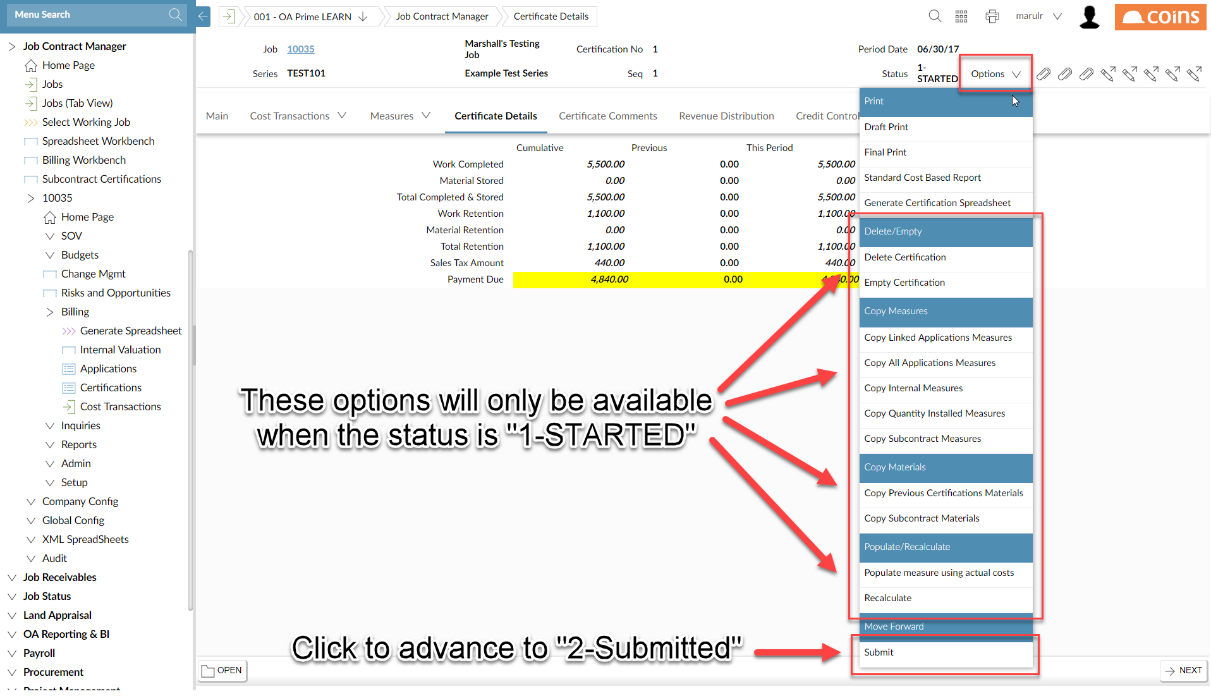 Menu Search
001 - OA Prime LEARN
Job Contract Manager
Certificate Details
marulr
coins
Job Contract Manager
Home Page
Jobs
Jobs (Tab View)
Select Working Job
Spreadsheet Workbench
Billing Workbench
Subcontract Certifications
10035
Home Page
SOV
Budgets
Change Mgmt
Risks and Opportunities
Billing
Generate Spreadsheet
Internal Valuation
Applications
Certifications
Cost Transactions
Inquiries
Reports
Admin
Setup
Company Config
Global Config
XML SpreadSheets
Audit
Job Receivables
Job Status
Land Appraisal
OA Reporting & BI
Payroll
Procurement
Project Management
Job 10035 Marshall's Testing Job Certification No 1 Period Date 06/30/17
Series TEST101 Example Test Series Seq 1 Status 1-STARTED Options
Main Cost Transactions Measures Certificate Details Certificate Comments Revenue Distribution Credit Control
Cumulative Previous This Period
Work Completed 5,500.00 0.00 5,500.00
Material Stored 0.00 0.00 0.00
Total Completed & Stored 5,500.00 0.00 5,500.00
Work Retention 1,100.00 0.00 1,100.00
Material Retention 0.00 0.00 0.00
Total Retention 1,100.00 0.00 1,100.00
Sales Tax Amount 440.00 0.00 440.00
Payment Due 4,840.00 0.00
Print
Draft Print
Final Print
Standard Cost Based Report
Generate Certification Spreadsheet
Delete/Empty
Delete Certification
Empty Certification
Copy Measures
Copy Linked Applications Measures
Copy All Applications Measures
Copy Internal Measures
Copy Quantity Installed Measures
Copy Subcontract Measures
Copy Materials
Copy Previous Certifications Materials
Copy Subcontract Materials
Populate/Recalculate
Populate measure using actual costs
Recalculate
Move Forward
Submit
These options will only be available
when the status is "1-STARTED"
Click to advance to "2-Submitted"
OPEN
NEXT